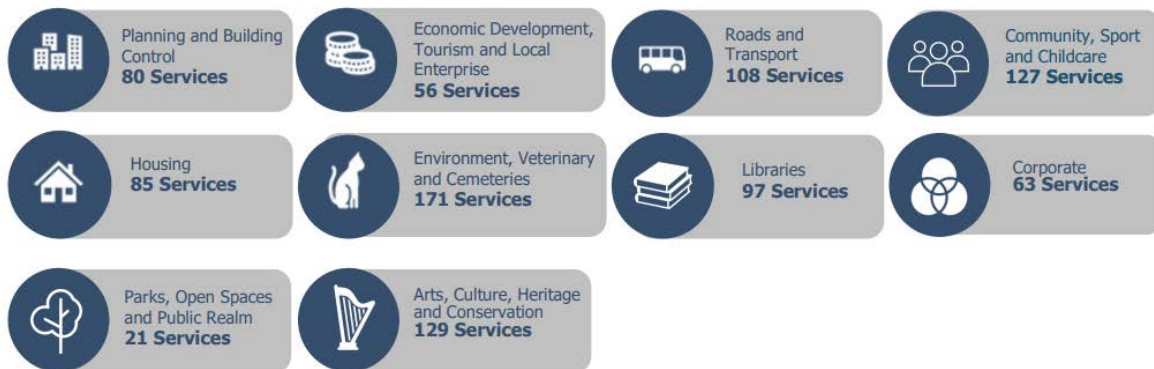 Planning and Building
Control
80 Services
Economic Development,
Tourism and Local
Enterprise
56 Services
Roads and
Transport
108 Services
Community, Sport
and Childcare
127 Services
Housing
85 Services
Environment, Veterinary
and Cemeteries
171 Services
Libraries
97 Services
Corporate
63 Services
Parks, Open Spaces
and Public Realm
21 Services
Arts, Culture, Heritage
and Conservation
129 Services